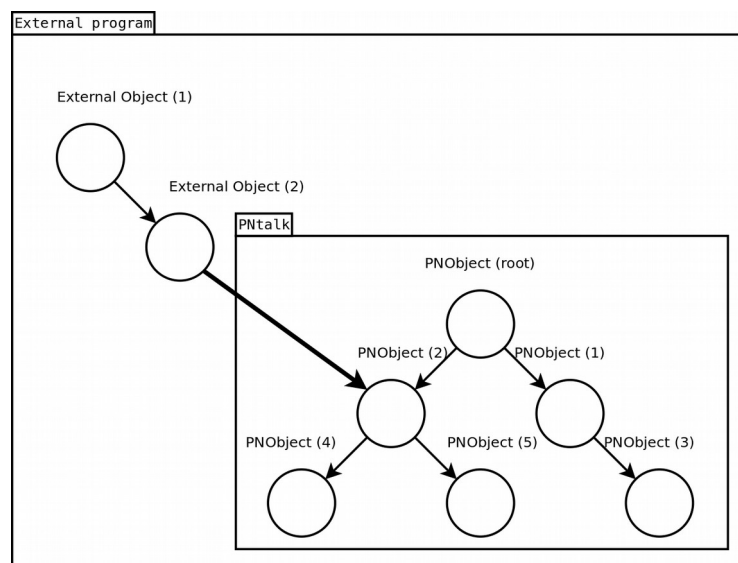 External program
External Object (1)
External Object (2)
PNtalk
PNObject (root)
PNObject (2)
PNObject (1)
PNObject (4)
PNObject (5)
PNObject (3)